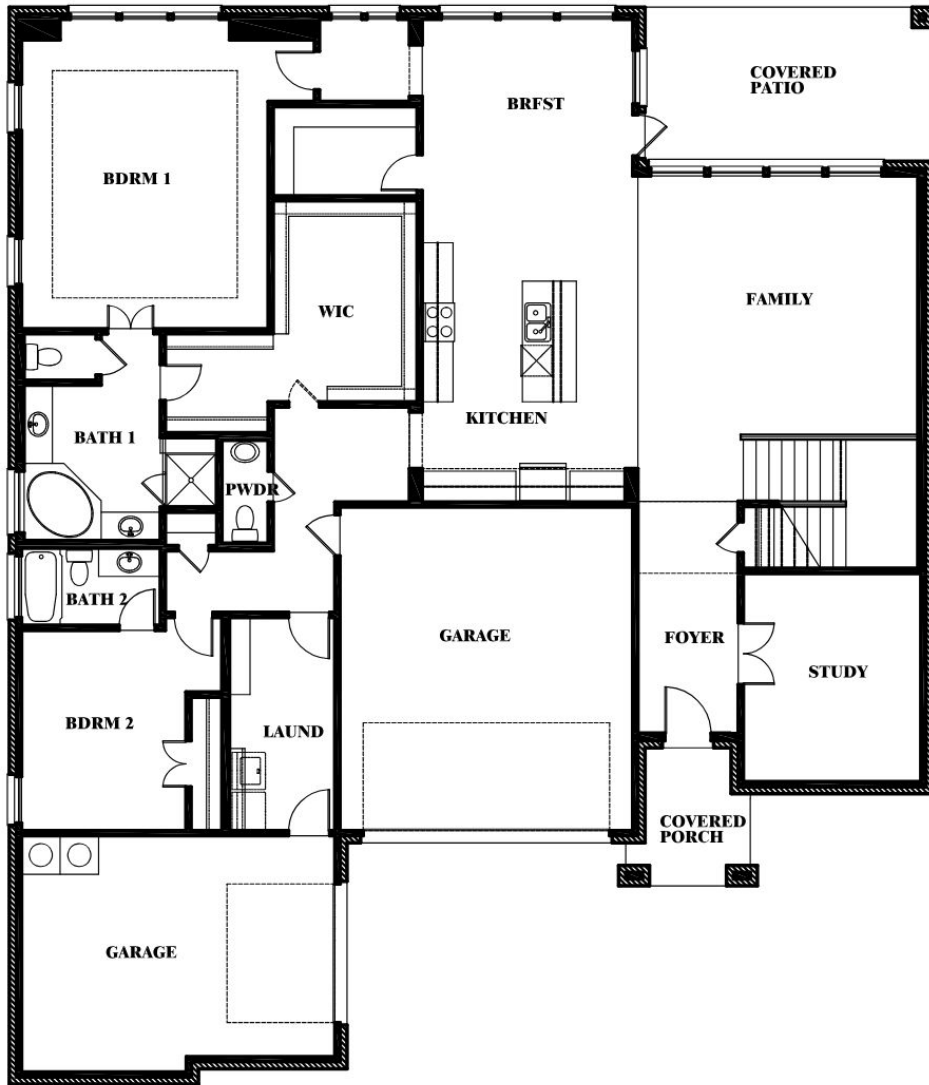 COVERED
PATIO
BRFST
BDRM 1
FAMILY
WIC
KITCHEN
BATH 1
PWDR
BATH 2
GARAGE
FOYER
STUDY
BDRM 2
LAUND
COVERED
PORCH
GARAGE